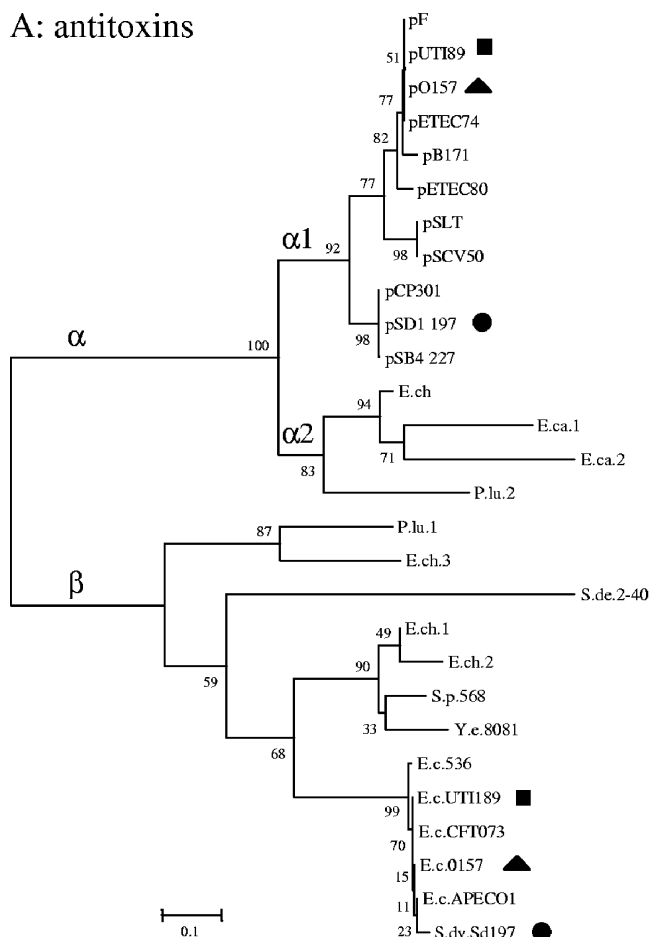 A: antitoxins
pF
pUTI89
51
pO157
77
pETEC74
82
pB171
77
pETEC80
α1
pSLT
92
98
pSCV50
pCP301
pSD1 197
98
α
100
pSB4 227
E.ch
94
α2
E.ca.1
71
E.ca.2
83
P.lu.2
P.lu.1
87
E.ch.3
β
S.de.2-40
E.ch.1
49
90
E.ch.2
59
S.p.568
33
Y.e.8081
68
E.c.536
E.c.UTI189
99
E.c.CFT073
70
E.c.0157
15
E.c.APECO1
11
23
S.dy.Sd197
0.1